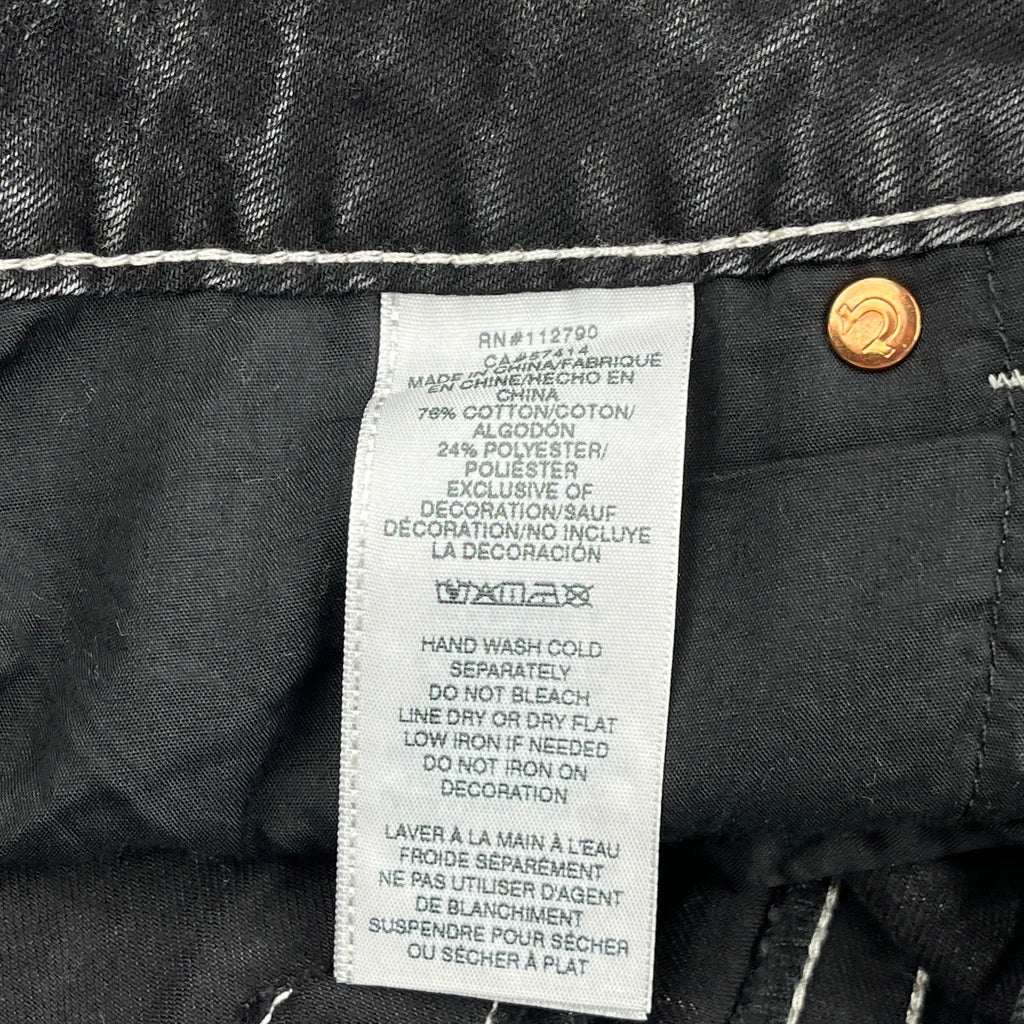 RN#112790
CA#57414
MADE IN CHINA/FABRIQUE
EN CHINE/HECHO EN
CHINA
76% COTTON/COTON/
ALGODÓN
24% POLYESTER/
POLIÉSTER
EXCLUSIVE OF
DECORATION/SAUF
DÉCORATION/NO INCLUYE
LA DECORACIÓN
HAND WASH COLD
SEPARATELY
DO NOT BLEACH
LINE DRY OR DRY FLAT
LOW IRON IF NEEDED
DO NOT IRON ON
DECORATION
LAVER À LA MAIN À L'EAU
FROIDE SÉPARÉMENT
NE PAS UTILISER D'AGENT
DE BLANCHIMENT
SUSPENDRE POUR SÉCHER
OU SÉCHER À PLAT